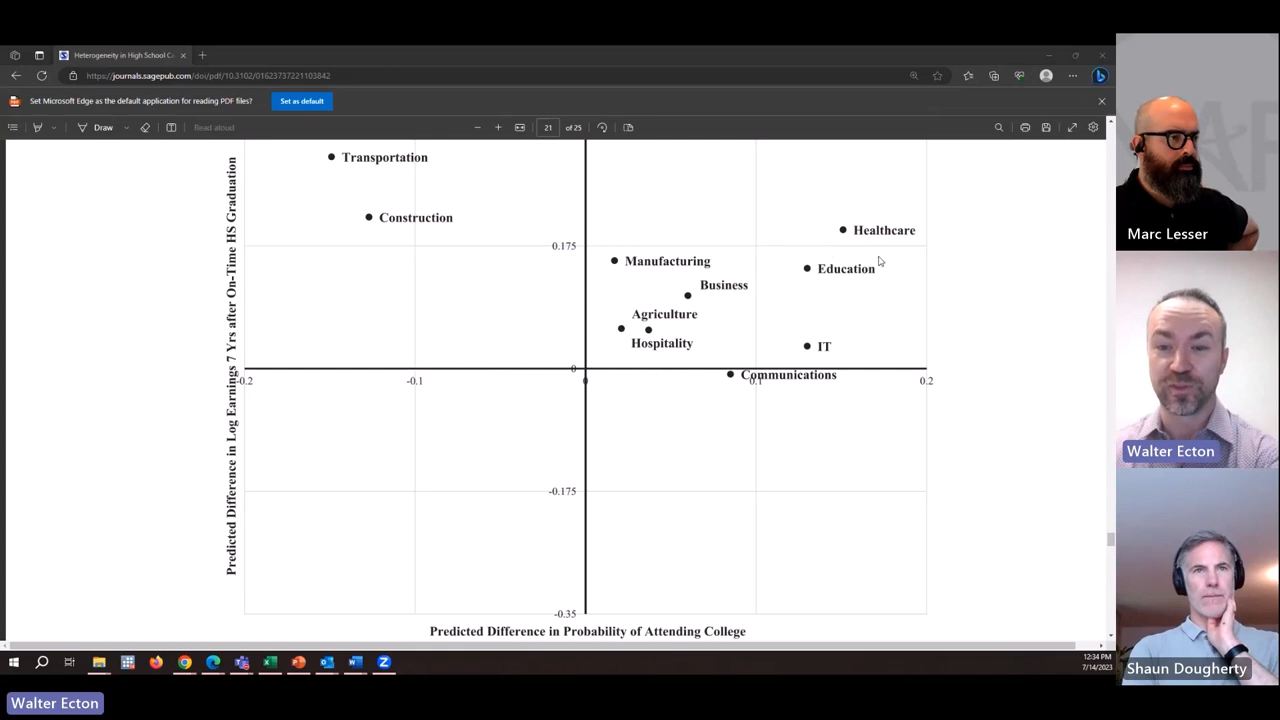 Heterogeneity in High School C
https://journals.sagepub.com/doi/pdf/10.3102/01623737221103842
Set Microsoft Edge as the default application for reading PDF files?
Set as default
Draw
Read aloud
21
of 25
Transportation
Construction
Healthcare
0.175
Manufacturing
Education
Business
Agriculture
Hospitality
IT
0
Communications
-0.2
-0.1
0
0.1
0.2
-0.175
-0.35
Predicted Difference in Log Earnings 7 Yrs after On-Time HS Graduation
Predicted Difference in Probability of Attending College
12:34 PM
7/14/2023
Marc Lesser
Walter Ecton
Shaun Dougherty
Walter Ecton